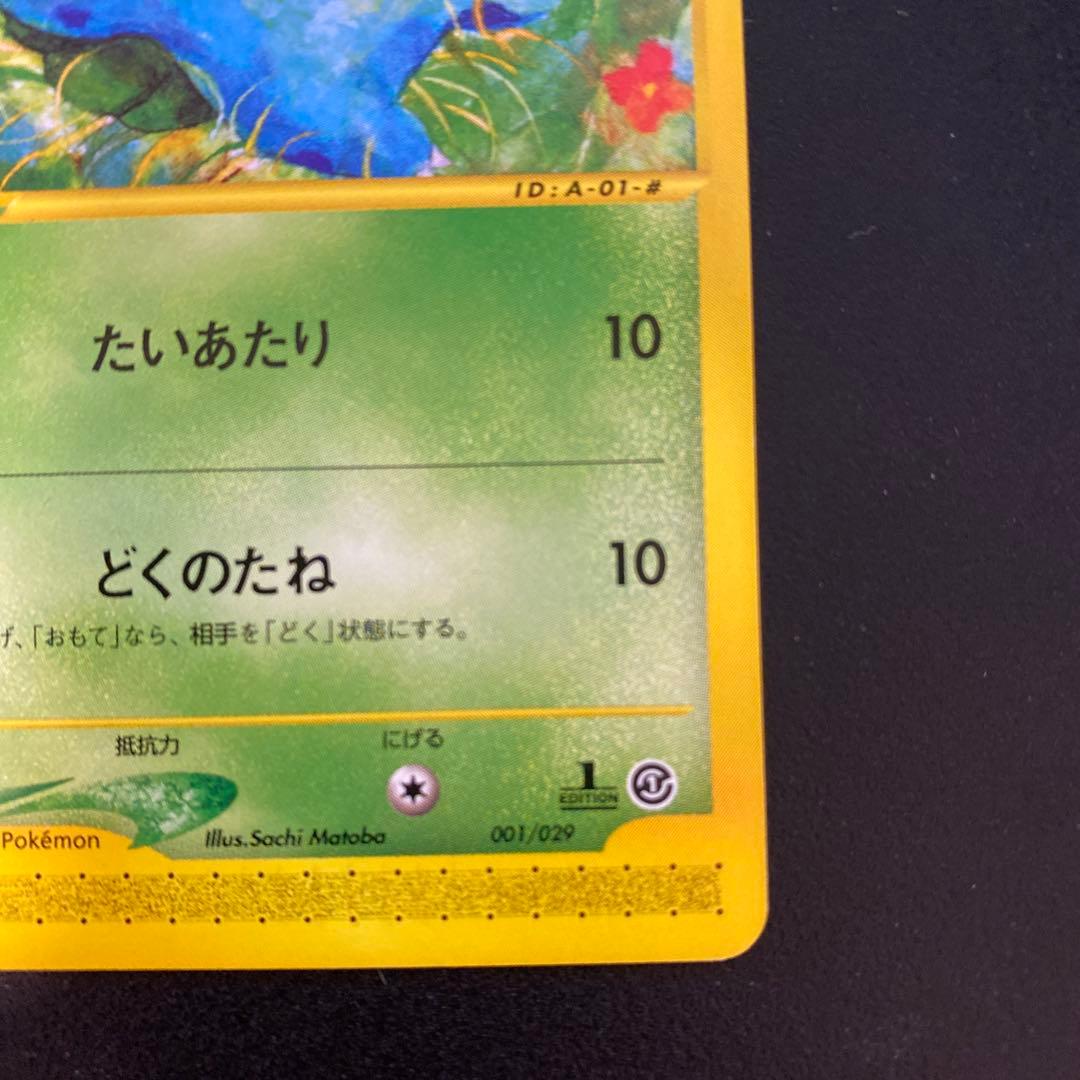 ID:A-01-#
たいあたり 10
どくのたね 10
げ、「おもて」なら、相手を「どく」状態にする。
抵抗力 にげる
1
EDITION
Pokémon Illus.Sachi Matoba 001/029